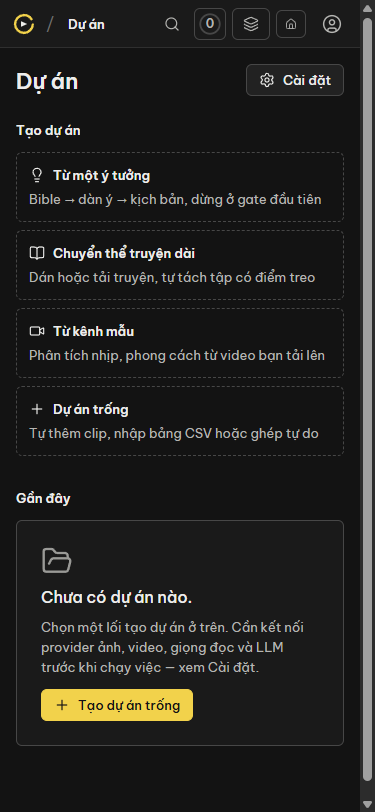 / Dự án
0
Dự án
Cài đặt
Tạo dự án
Từ một ý tưởng
Bible → dàn ý → kịch bản, dừng ở gate đầu tiên
Chuyển thể truyện dài
Dán hoặc tải truyện, tự tách tập có điểm treo
Từ kênh mẫu
Phân tích nhịp, phong cách từ video bạn tải lên
Dự án trống
Tự thêm clip, nhập bảng CSV hoặc ghép tự do
Gần đây
Chưa có dự án nào.
Chọn một lối tạo dự án ở trên. Cần kết nối
provider ảnh, video, giọng đọc và LLM
trước khi chạy việc — xem Cài đặt.
Tạo dự án trống